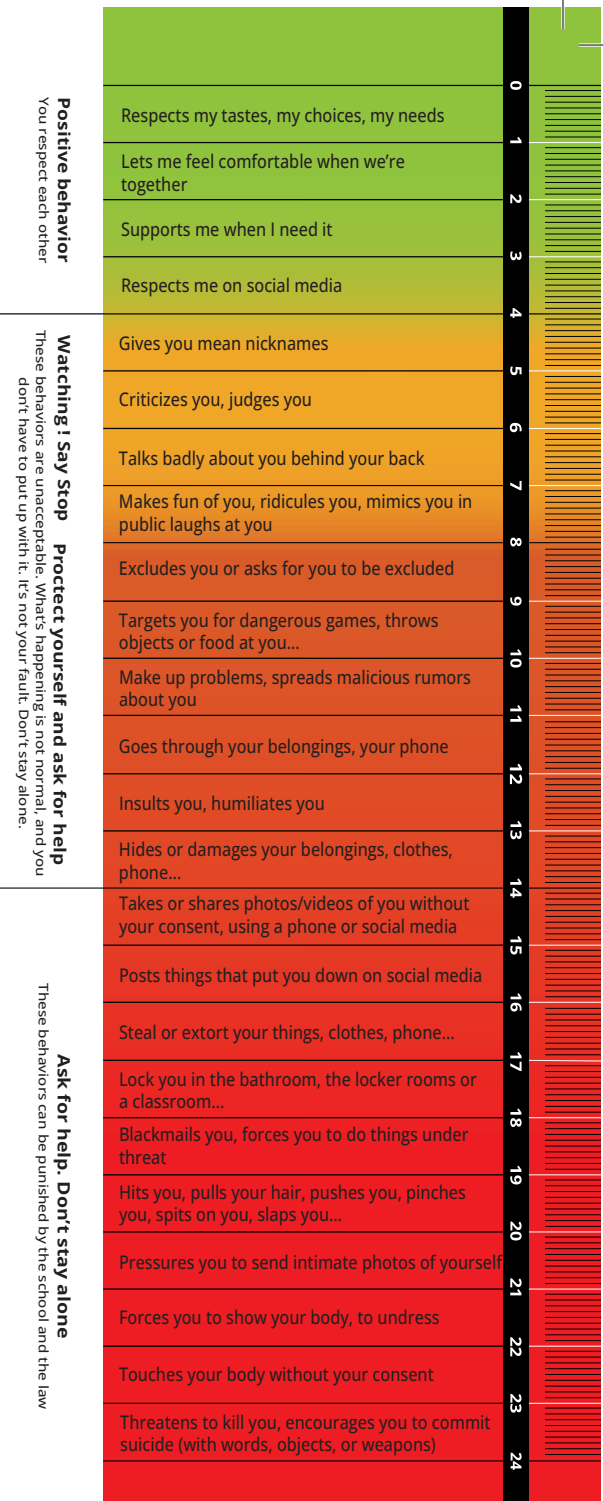 Positive behavior
You respect each other
Watching ! Say Stop    Proctect yourself and ask for help
These behaviors are unacceptable. What's happening is not normal, and you
don't have to put up with it. It's not your fault. Don't stay alone.
Ask for help. Don't stay alone
These behaviors can be punished by the school and the law
0
Respects my tastes, my choices, my needs
1
Lets me feel comfortable when we're
together
2
Supports me when I need it
3
Respects me on social media
4
Gives you mean nicknames
5
Criticizes you, judges you
6
Talks badly about you behind your back
7
Makes fun of you, ridicules you, mimics you in
public laughs at you
8
Excludes you or asks for you to be excluded
9
Targets you for dangerous games, throws
objects or food at you...
10
Make up problems, spreads malicious rumors
about you
11
Goes through your belongings, your phone
12
Insults you, humiliates you
13
Hides or damages your belongings, clothes,
phone...
14
Takes or shares photos/videos of you without
your consent, using a phone or social media
15
Posts things that put you down on social media
16
Steal or extort your things, clothes, phone...
17
Lock you in the bathroom, the locker rooms or
a classroom...
18
Blackmails you, forces you to do things under
threat
19
Hits you, pulls your hair, pushes you, pinches
you, spits on you, slaps you...
20
Pressures you to send intimate photos of yourself
21
Forces you to show your body, to undress
22
Touches your body without your consent
23
Threatens to kill you, encourages you to commit
suicide (with words, objects, or weapons)
24